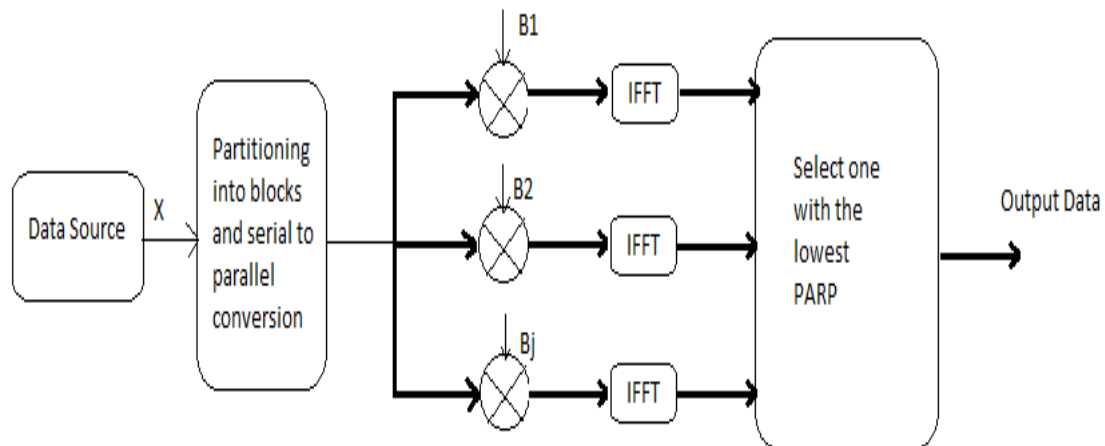 Data Source
X
Partitioning
into blocks
and serial to
parallel
conversion
B1
IFFT
B2
IFFT
Bj
IFFT
Select one
with the
lowest
PARP
Output Data